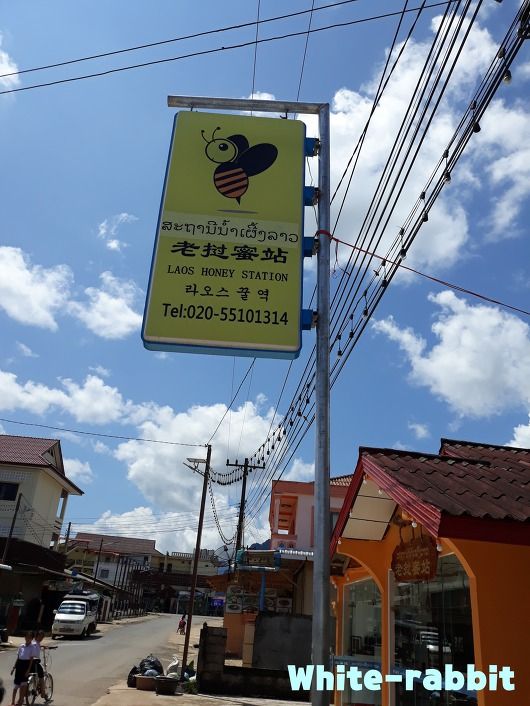 ສະຖານີນ້ຳເຜິ້ງລາວ
老挝蜜站
LAOS HONEY STATION
라오스 꿀 역
Tel:020-55101314
老挝蜜站
White-rabbit